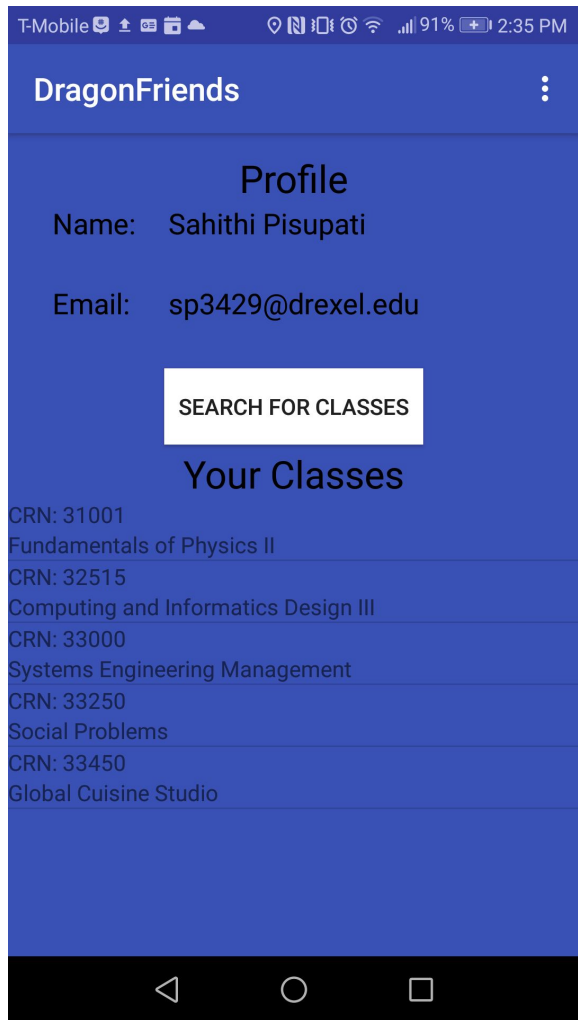 T-Mobile 91% 2:35 PM
DragonFriends
Profile
Name: Sahithi Pisupati
Email: sp3429@drexel.edu
SEARCH FOR CLASSES
Your Classes
CRN: 31001
Fundamentals of Physics II
CRN: 32515
Computing and Informatics Design III
CRN: 33000
Systems Engineering Management
CRN: 33250
Social Problems
CRN: 33450
Global Cuisine Studio